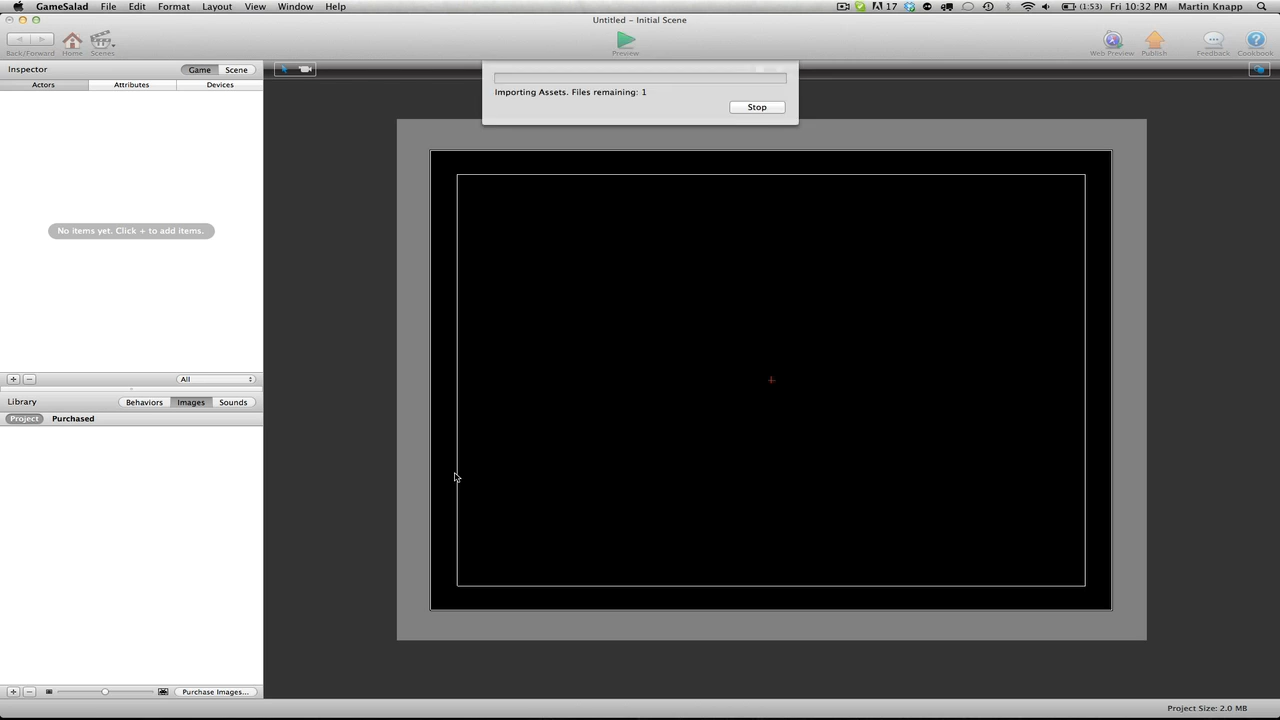 GameSalad File Edit Format Layout View Window Help 17 (1:53) Fri 10:32 PM Martin Knapp
Untitled – Initial Scene
Back/Forward Home Scenes Preview Web Preview Publish Feedback Cookbook
Inspector Game Scene
Actors Attributes Devices
Importing Assets. Files remaining: 1
Stop
No items yet. Click + to add items.
All
Library Behaviors Images Sounds
Project Purchased
Purchase Images...
Project Size: 2.0 MB